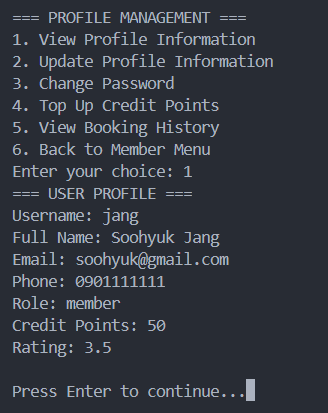 === PROFILE MANAGEMENT ===
1. View Profile Information
2. Update Profile Information
3. Change Password
4. Top Up Credit Points
5. View Booking History
6. Back to Member Menu
Enter your choice: 1
=== USER PROFILE ===
Username: jang
Full Name: Soohyuk Jang
Email: soohyuk@gmail.com
Phone: 0901111111
Role: member
Credit Points: 50
Rating: 3.5
Press Enter to continue...